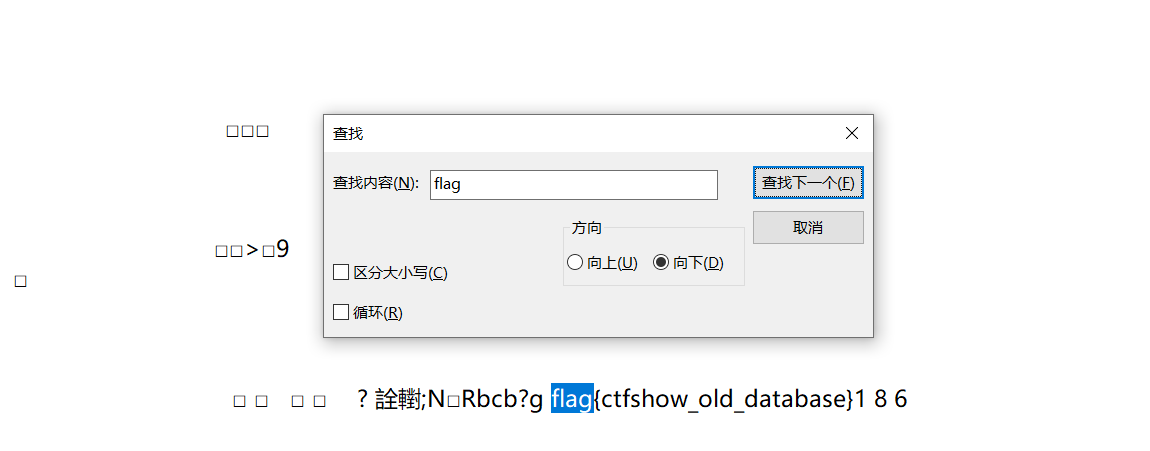 □□□
查找
查找内容(N): flag 查找下一个(F)
方向 取消
□□>□9
区分大小写(C) 向上(U) 向下(D)
□
循环(R)
□ □ □ □ ? 詮轛;N□Rbcb?g flag{ctfshow_old_database}1 8 6